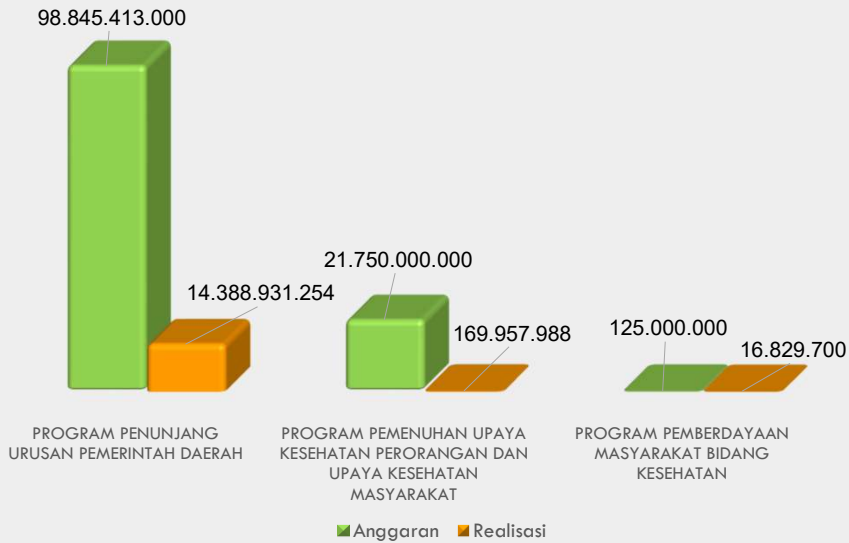 98.845.413.000
14.388.931.254
21.750.000.000
169.957.988
125.000.000
16.829.700
PROGRAM PENUNJANG
URUSAN PEMERINTAH DAERAH
PROGRAM PEMENUHAN UPAYA
KESEHATAN PERORANGAN DAN
UPAYA KESEHATAN
MASYARAKAT
PROGRAM PEMBERDAYAAN
MASYARAKAT BIDANG
KESEHATAN
Anggaran Realisasi